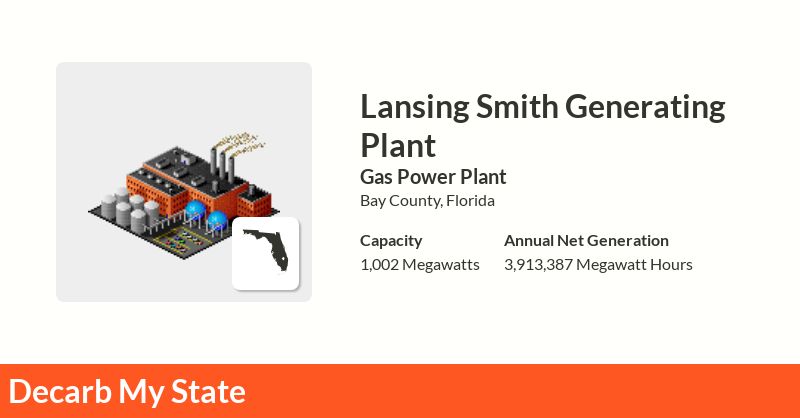 Lansing Smith Generating
Plant
Gas Power Plant
Bay County, Florida
Capacity
1,002 Megawatts
Annual Net Generation
3,913,387 Megawatt Hours
Decarb My State